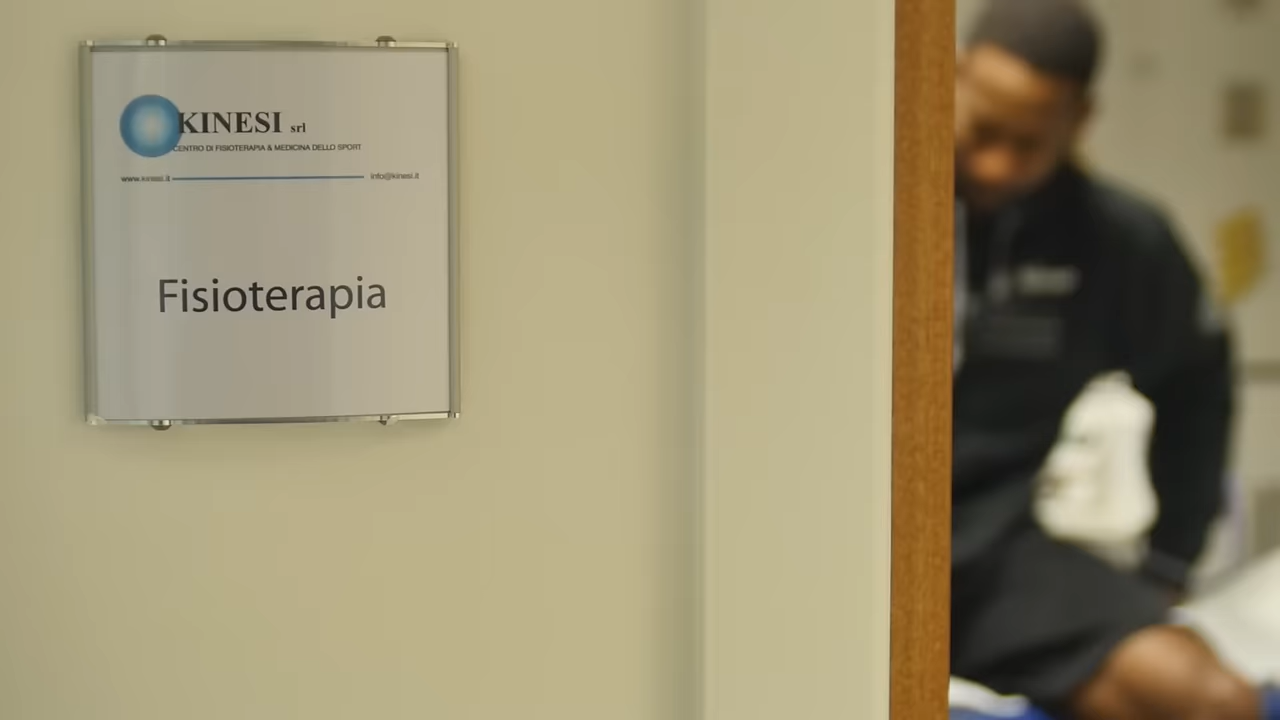 KINESI srl
CENTRO DI FISIOTERAPIA & MEDICINA DELLO SPORT
www.kinesi.it info@kinesi.it
Fisioterapia